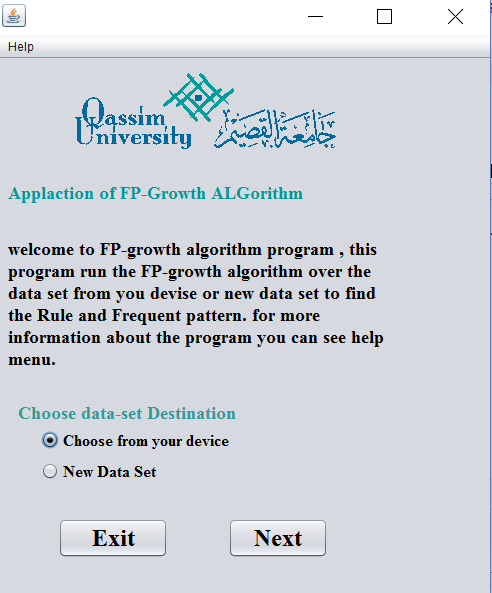 Help
Qassim
University
جامعة القصيم
Applaction of FP-Growth ALGorithm
welcome to FP-growth algorithm program , this
program run the FP-growth algorithm over the
data set from you devise or new data set to find
the Rule and Frequent pattern. for more
information about the program you can see help
menu.
Choose data-set Destination
Choose from your device
New Data Set
Exit
Next